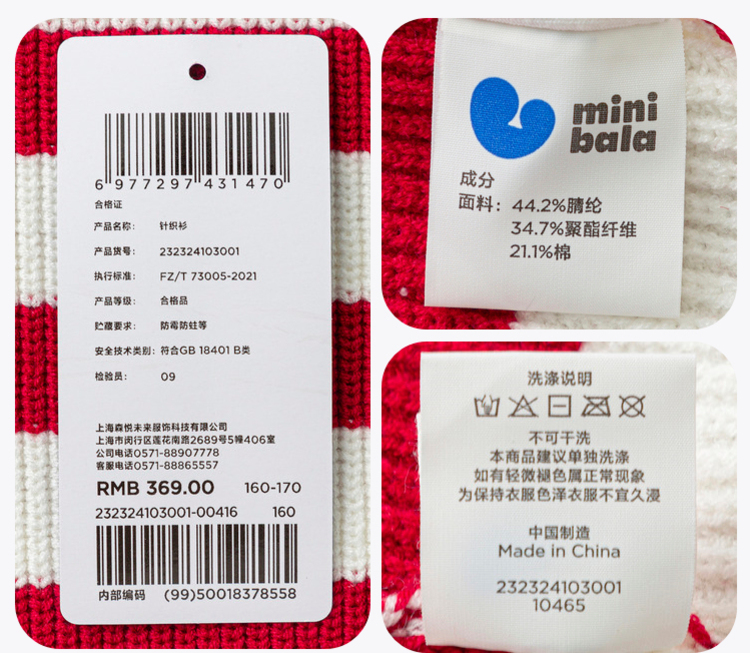 6 977297 431470
合格证
产品名称: 针织衫
产品货号: 232324103001
执行标准: FZ/T 73005-2021
产品等级: 合格品
贮藏要求: 防霉防蛀等
安全技术类别: 符合GB 18401 B类
检验员: 09
上海森悦未来服饰科技有限公司
上海市闵行区莲花南路2689号5幢406室
公司电话0571-88907778
客服电话0571-88865557
RMB 369.00 160-170
232324103001-00416 160
内部编码 (99)50018378558
mini
bala
成分
面料: 44.2%腈纶
34.7%聚酯纤维
21.1%棉
洗涤说明
不可干洗
本商品建议单独洗涤
如有轻微褪色属正常现象
为保持衣服色泽衣服不宜久浸
中国制造
Made in China
232324103001
10465